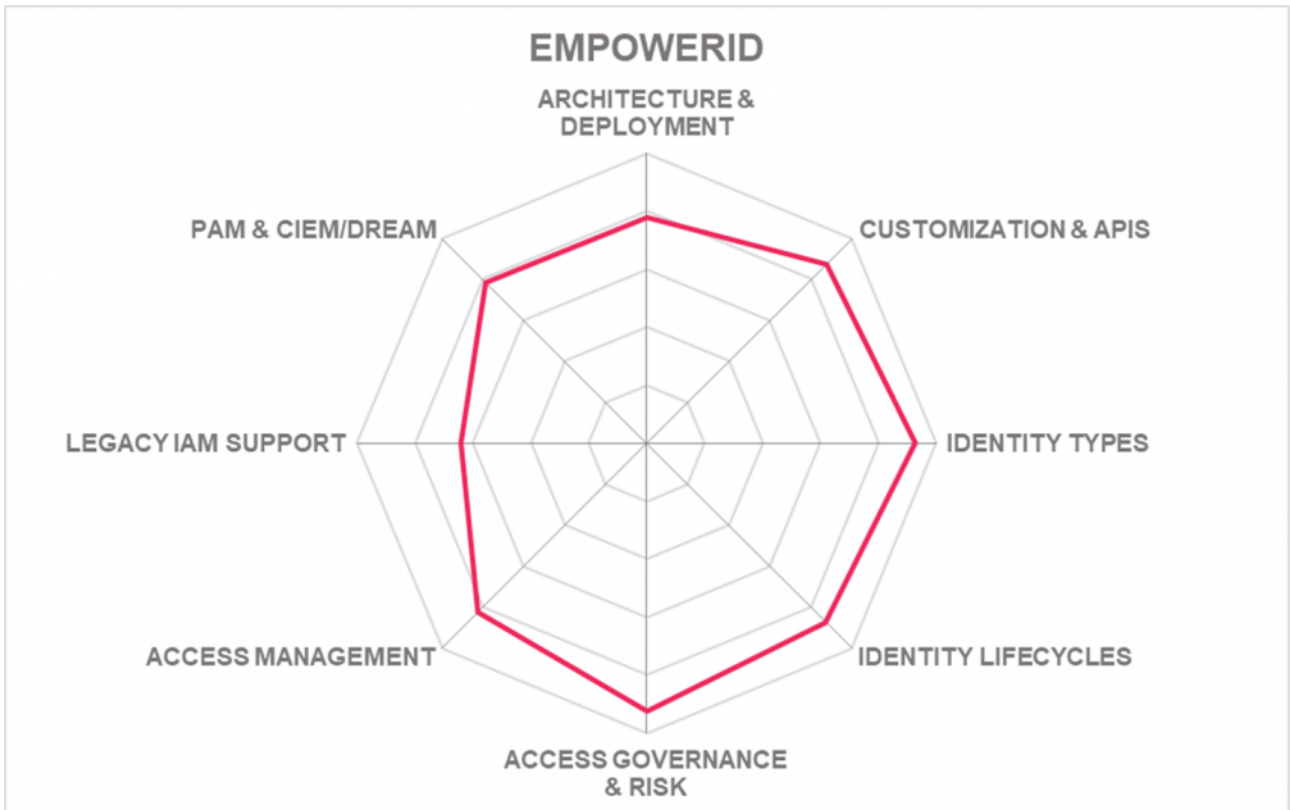 EMPOWERID
ARCHITECTURE &
DEPLOYMENT
PAM & CIEM/DREAM
CUSTOMIZATION & APIS
LEGACY IAM SUPPORT
IDENTITY TYPES
ACCESS MANAGEMENT
IDENTITY LIFECYCLES
ACCESS GOVERNANCE
& RISK